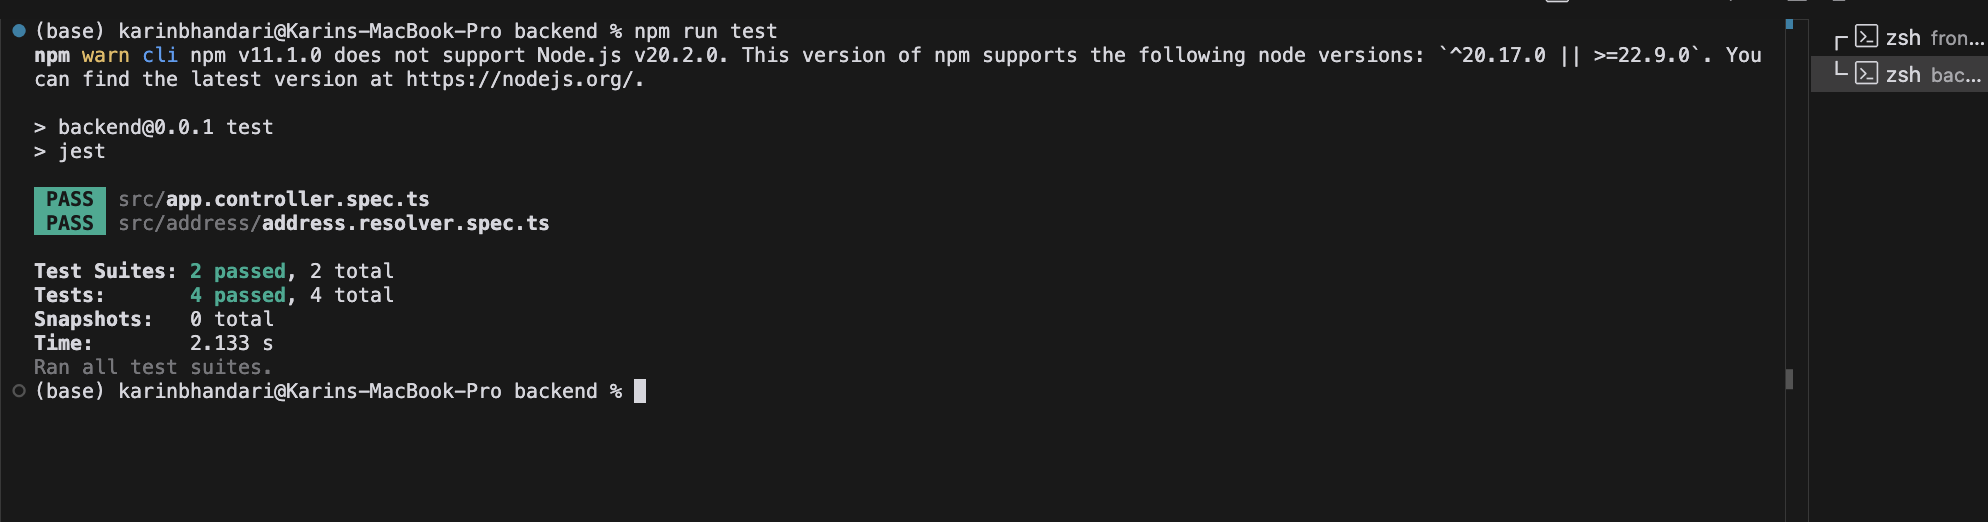 (base) karinbhandari@Karins-MacBook-Pro backend % npm run test
npm warn cli npm v11.1.0 does not support Node.js v20.2.0. This version of npm supports the following node versions: `^20.17.0 || >=22.9.0`. You
can find the latest version at https://nodejs.org/.
> backend@0.0.1 test
> jest
PASS src/app.controller.spec.ts
PASS src/address/address.resolver.spec.ts
Test Suites: 2 passed, 2 total
Tests: 4 passed, 4 total
Snapshots: 0 total
Time: 2.133 s
Ran all test suites.
(base) karinbhandari@Karins-MacBook-Pro backend %
zsh fron...
zsh bac...